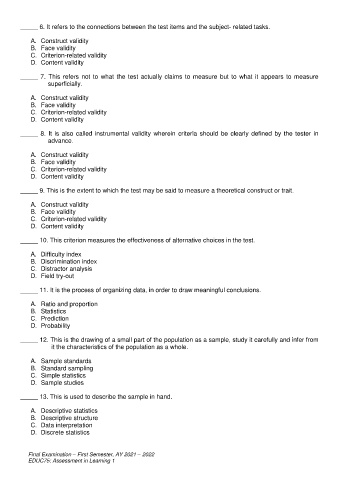 _____ 6. It refers to the connections between the test items and the subject- related tasks.
A. Construct validity
B. Face validity
C. Criterion-related validity
D. Content validity
_____ 7. This refers not to what the test actually claims to measure but to what it appears to measure
superficially.
A. Construct validity
B. Face validity
C. Criterion-related validity
D. Content validity
_____ 8. It is also called instrumental validity wherein criteria should be clearly defined by the tester in
advance.
A. Construct validity
B. Face validity
C. Criterion-related validity
D. Content validity
_____ 9. This is the extent to which the test may be said to measure a theoretical construct or trait.
A. Construct validity
B. Face validity
C. Criterion-related validity
D. Content validity
_____ 10. This criterion measures the effectiveness of alternative choices in the test.
A. Difficulty index
B. Discrimination index
C. Distractor analysis
D. Field try-out
_____ 11. It is the process of organizing data, in order to draw meaningful conclusions.
A. Ratio and proportion
B. Statistics
C. Prediction
D. Probability
_____ 12. This is the drawing of a small part of the population as a sample, study it carefully and infer from
it the characteristics of the population as a whole.
A. Sample standards
B. Standard sampling
C. Simple statistics
D. Sample studies
_____ 13. This is used to describe the sample in hand.
A. Descriptive statistics
B. Descriptive structure
C. Data interpretation
D. Discrete statistics
Final Examination – First Semester, AY 2021 – 2022
EDUC75: Assessment in Learning 1